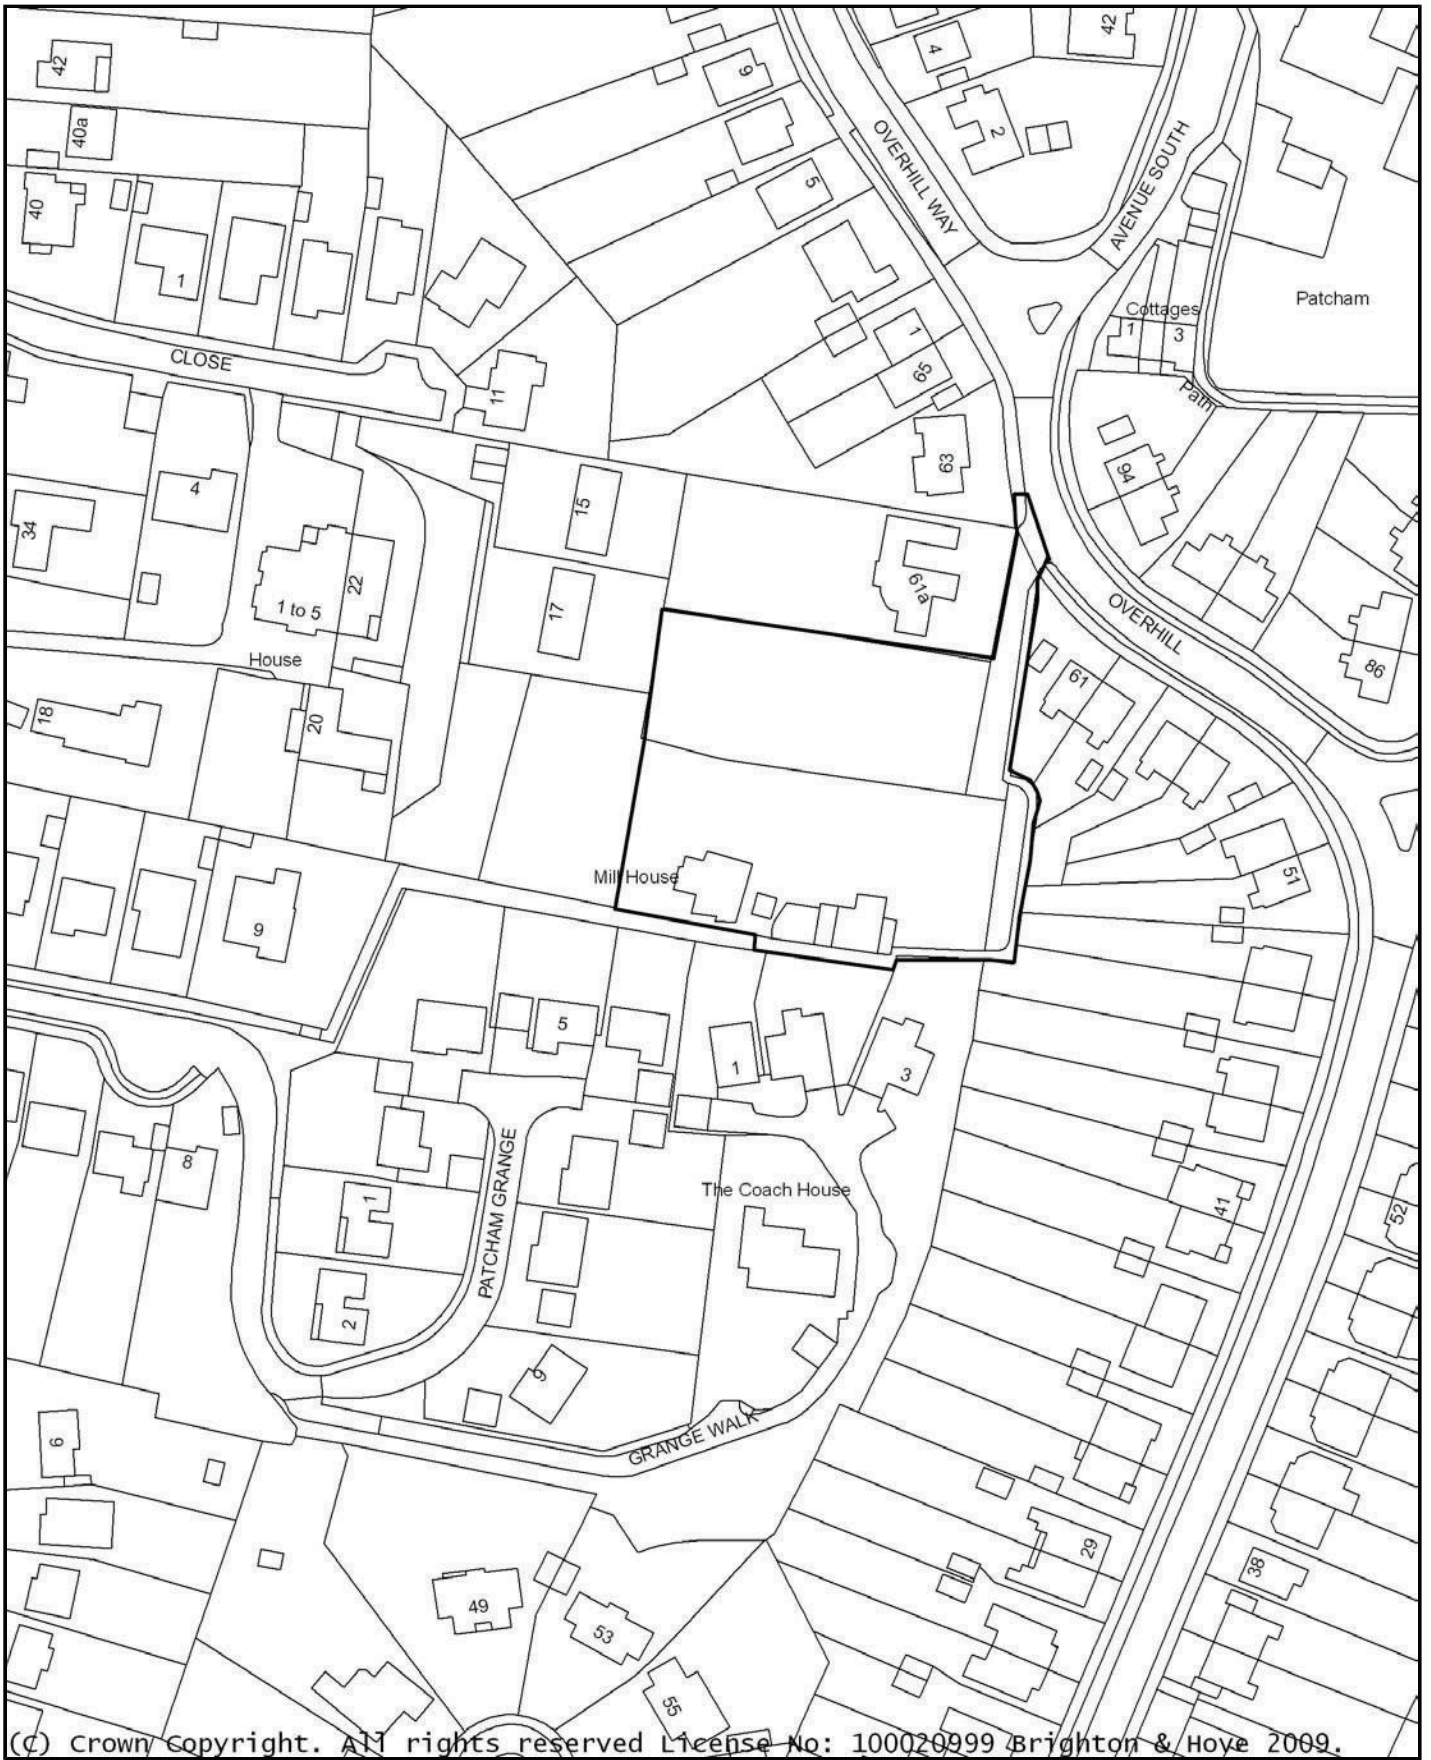 42
42
4
9
40a
2
OVERHILL WAY
AVENUE SOUTH
5
40
1
Patcham
Cottages
1
3
1
65
CLOSE
Path
11
63
94
4
15
34
22
61a
1 to 5
17
OVERHILL
House
86
61
18
20
Mill House
51
9
5
1
3
PATCHAM GRANGE
8
The Coach House
1
41
52
2
9
GRANGE WALK
6
29
38
49
53
55
(C) Crown Copyright. All rights reserved License No: 100020999 Brighton & Hove 2009.